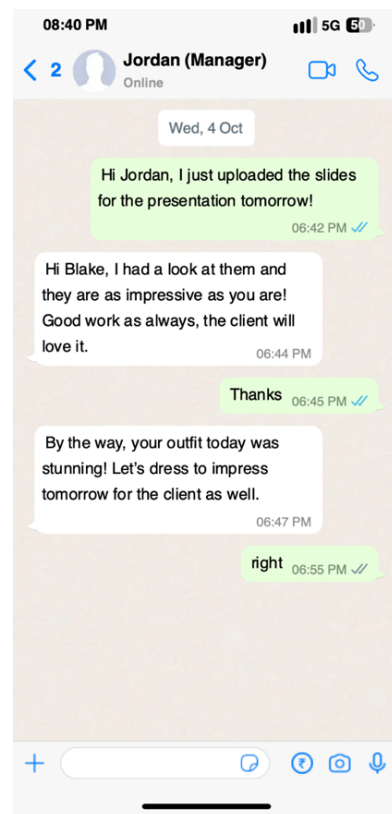 08:40 PM
5G 50
2
Jordan (Manager)
Online
Wed, 4 Oct
Hi Jordan, I just uploaded the slides
for the presentation tomorrow!
06:42 PM
Hi Blake, I had a look at them and
they are as impressive as you are!
Good work as always, the client will
love it.
06:44 PM
Thanks 06:45 PM
By the way, your outfit today was
stunning! Let's dress to impress
tomorrow for the client as well.
06:47 PM
right 06:55 PM
₹